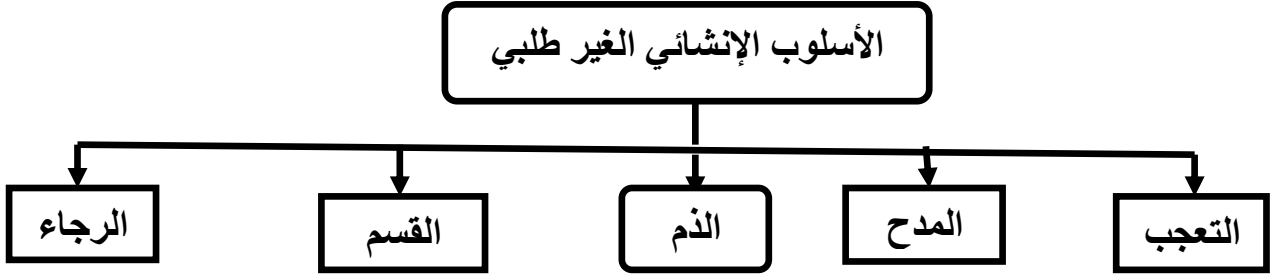 الأسلوب الإنشائي الغير طلبي
التعجب
المدح
الذم
القسم
الرجاء